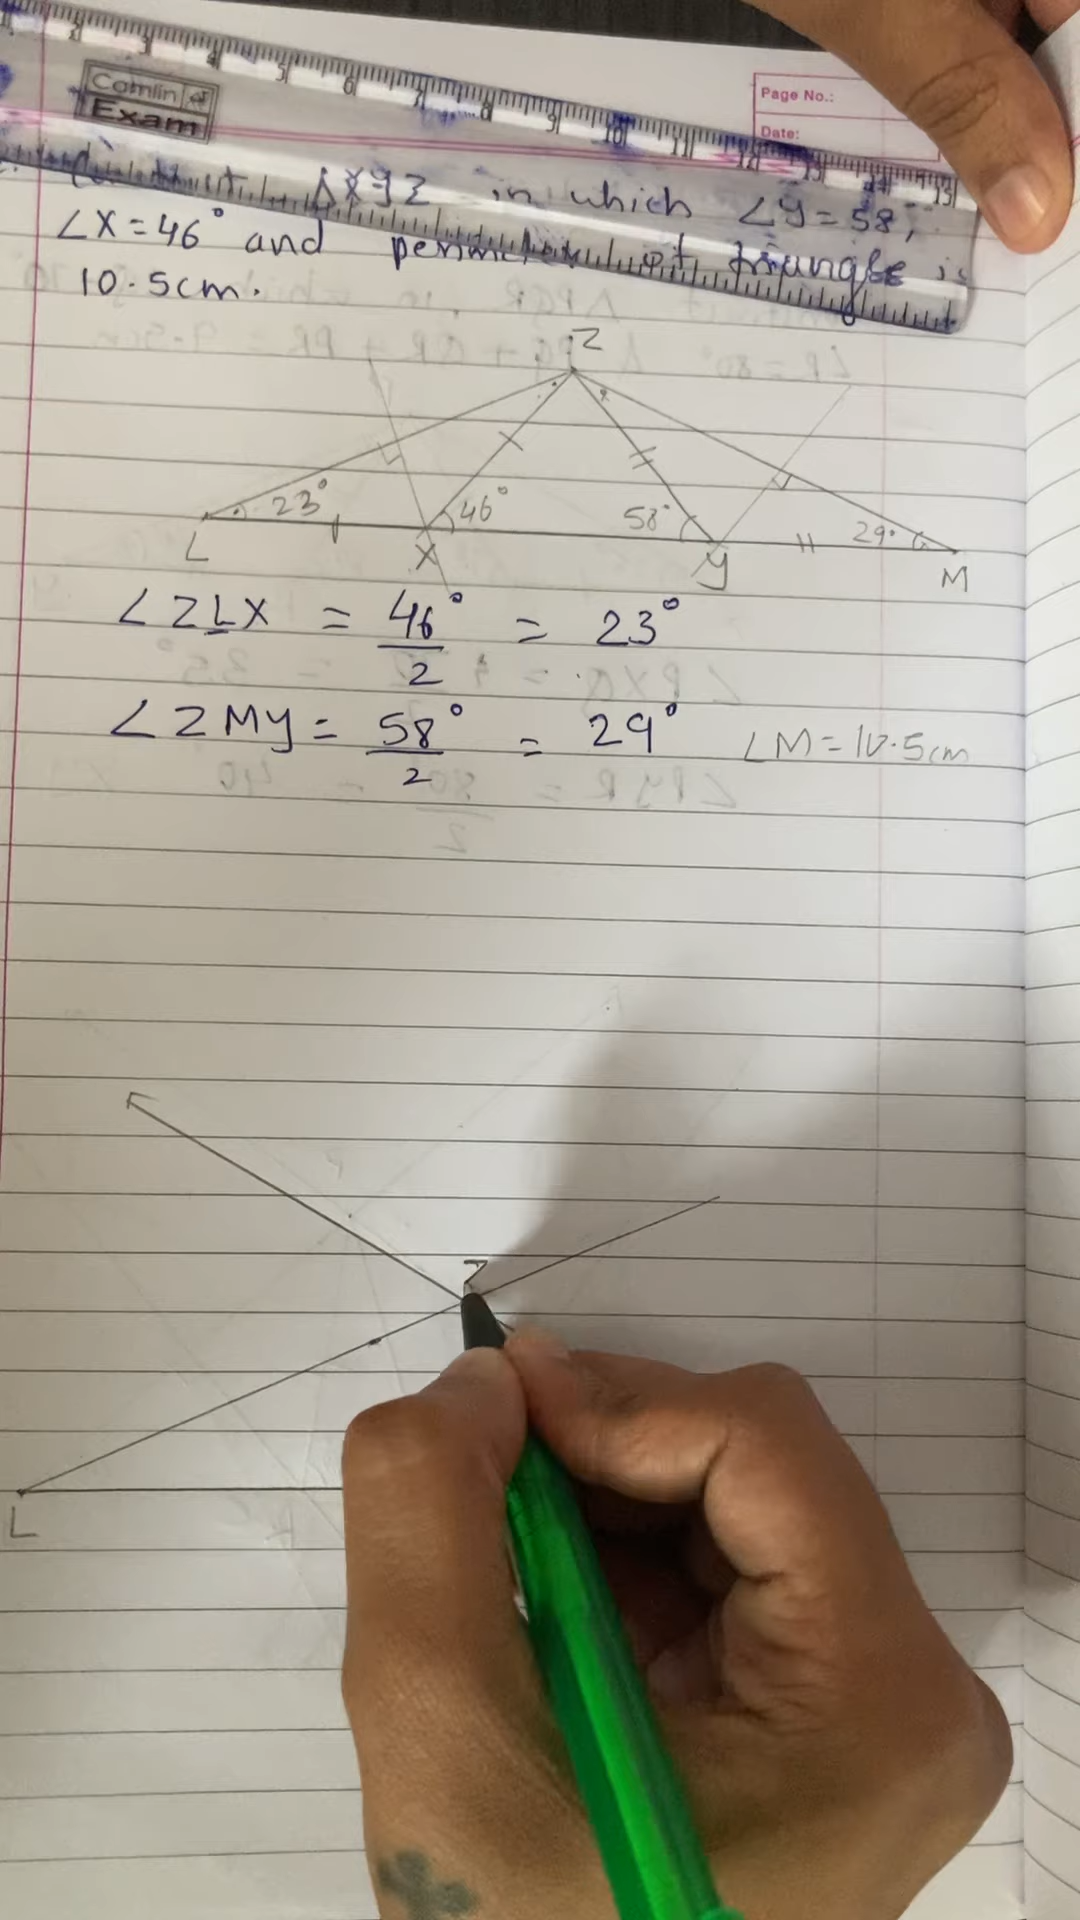 Camlin
Exam
Page No.:
Date:
Construct ΔXYZ in which ∠Y = 58°,
∠X = 46° and perimeter of triangle is
10.5cm.
Z
23° 46° 58° 29°
L X Y M
∠ZLX = 46°/2 = 23°
∠ZMY = 58°/2 = 29° LM = 10.5cm
Z
L